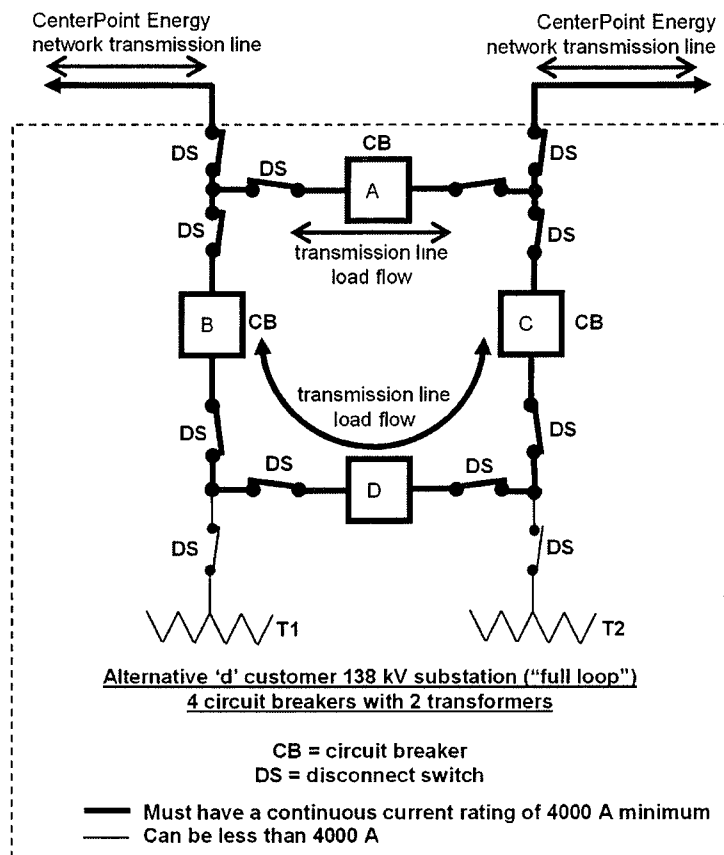 CenterPoint Energy
network transmission line
CenterPoint Energy
network transmission line
DS
DS
CB
A
DS
DS
transmission line
load flow
DS
B
CB
C
CB
transmission line
load flow
DS
DS
DS
DS
D
DS
DS
T1
T2
Alternative ‘d’ customer 138 kV substation (“full loop”)
4 circuit breakers with 2 transformers
CB = circuit breaker
DS = disconnect switch
Must have a continuous current rating of 4000 A minimum
Can be less than 4000 A